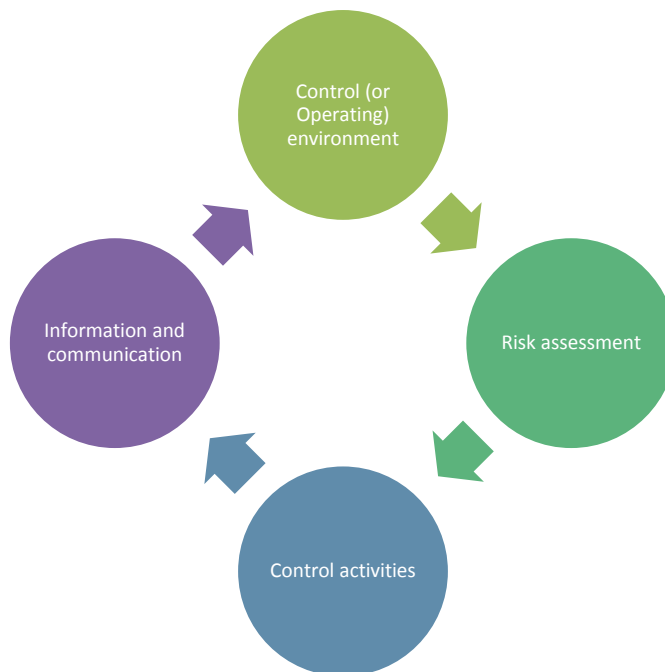 Control (or
Operating)
environment
Risk assessment
Control activities
Information and
communication